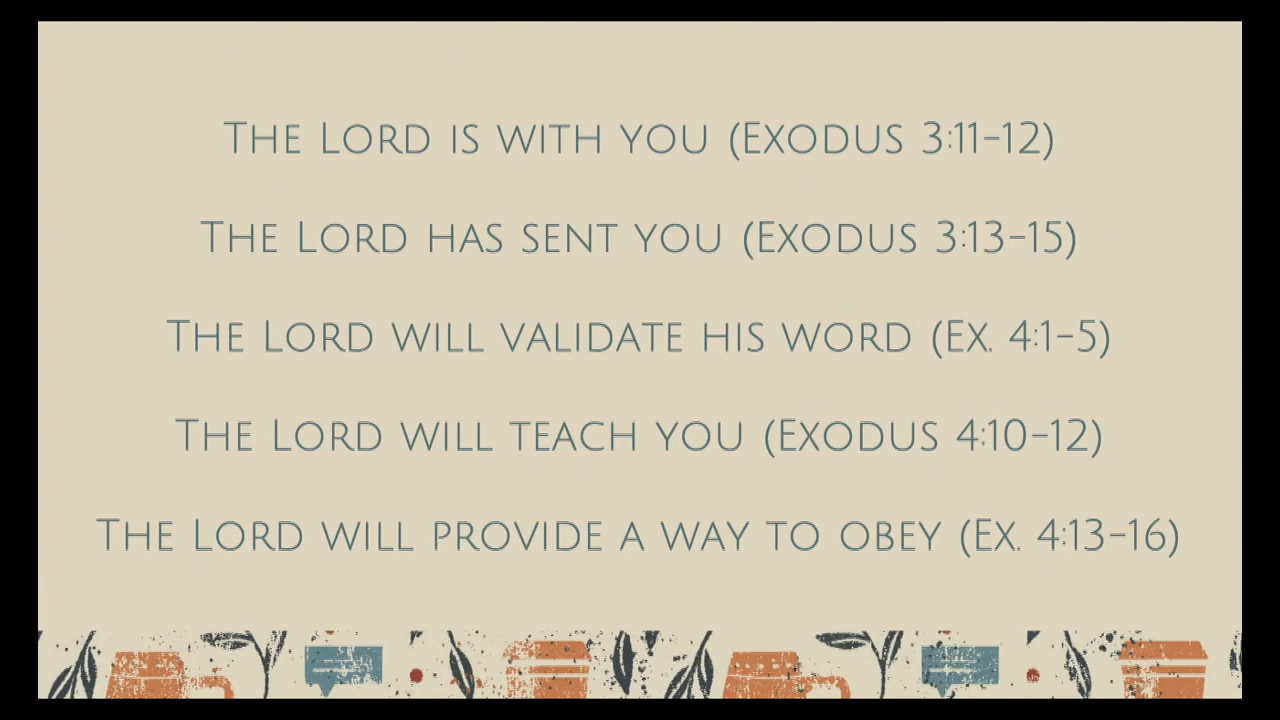 The Lord is with you (Exodus 3:11-12)
The Lord has sent you (Exodus 3:13-15)
The Lord will validate his word (Ex. 4:1-5)
The Lord will teach you (Exodus 4:10-12)
The Lord will provide a way to obey (Ex. 4:13-16)